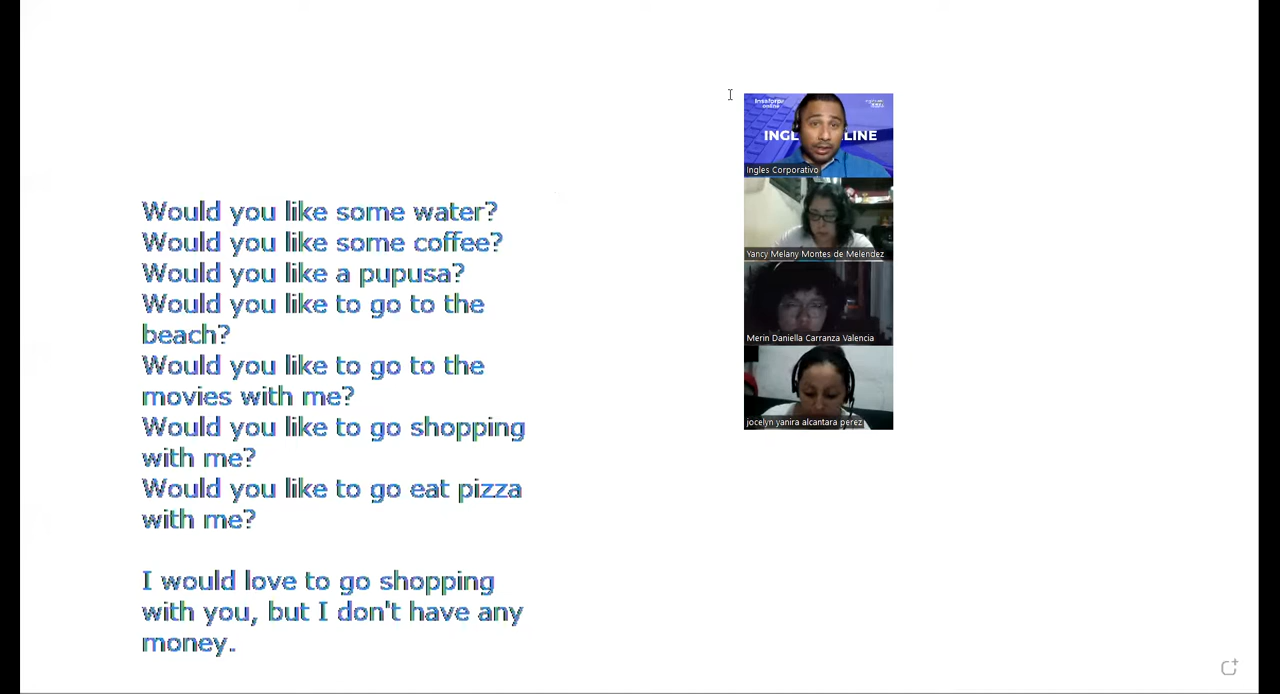 Would you like some water?
Would you like some coffee?
Would you like a pupusa?
Would you like to go to the
beach?
Would you like to go to the
movies with me?
Would you like to go shopping
with me?
Would you like to go eat pizza
with me?
I would love to go shopping
with you, but I don't have any
money.
Insaforp
online
Ingles Corporativo
Yancy Melany Montes de Melendez
Merin Daniella Carranza Valencia
jocelyn yanira alcantara perez